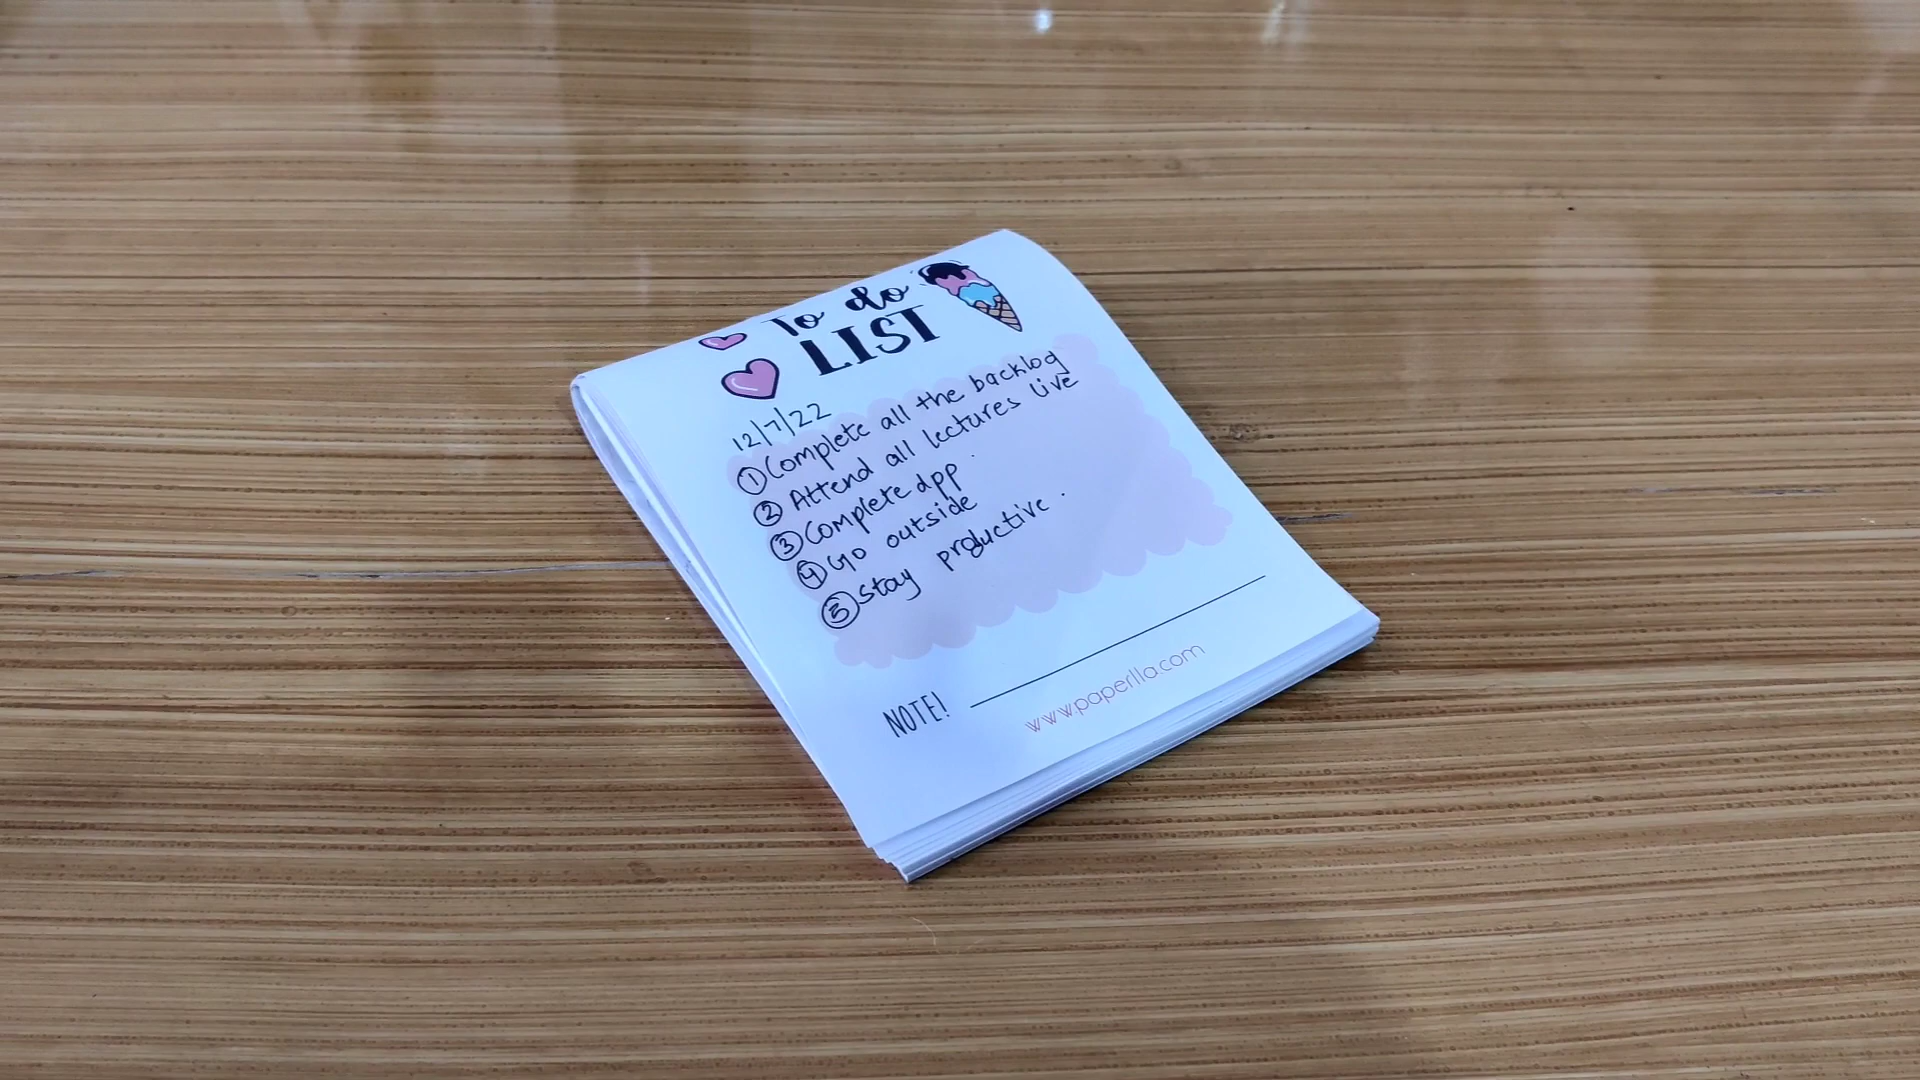 To do
LIST
12/7/22
① Complete all the backlog
② Attend all lectures live
③ Complete dpp.
④ Go outside
⑤ Stay productive.
NOTE!
www.paperlla.com